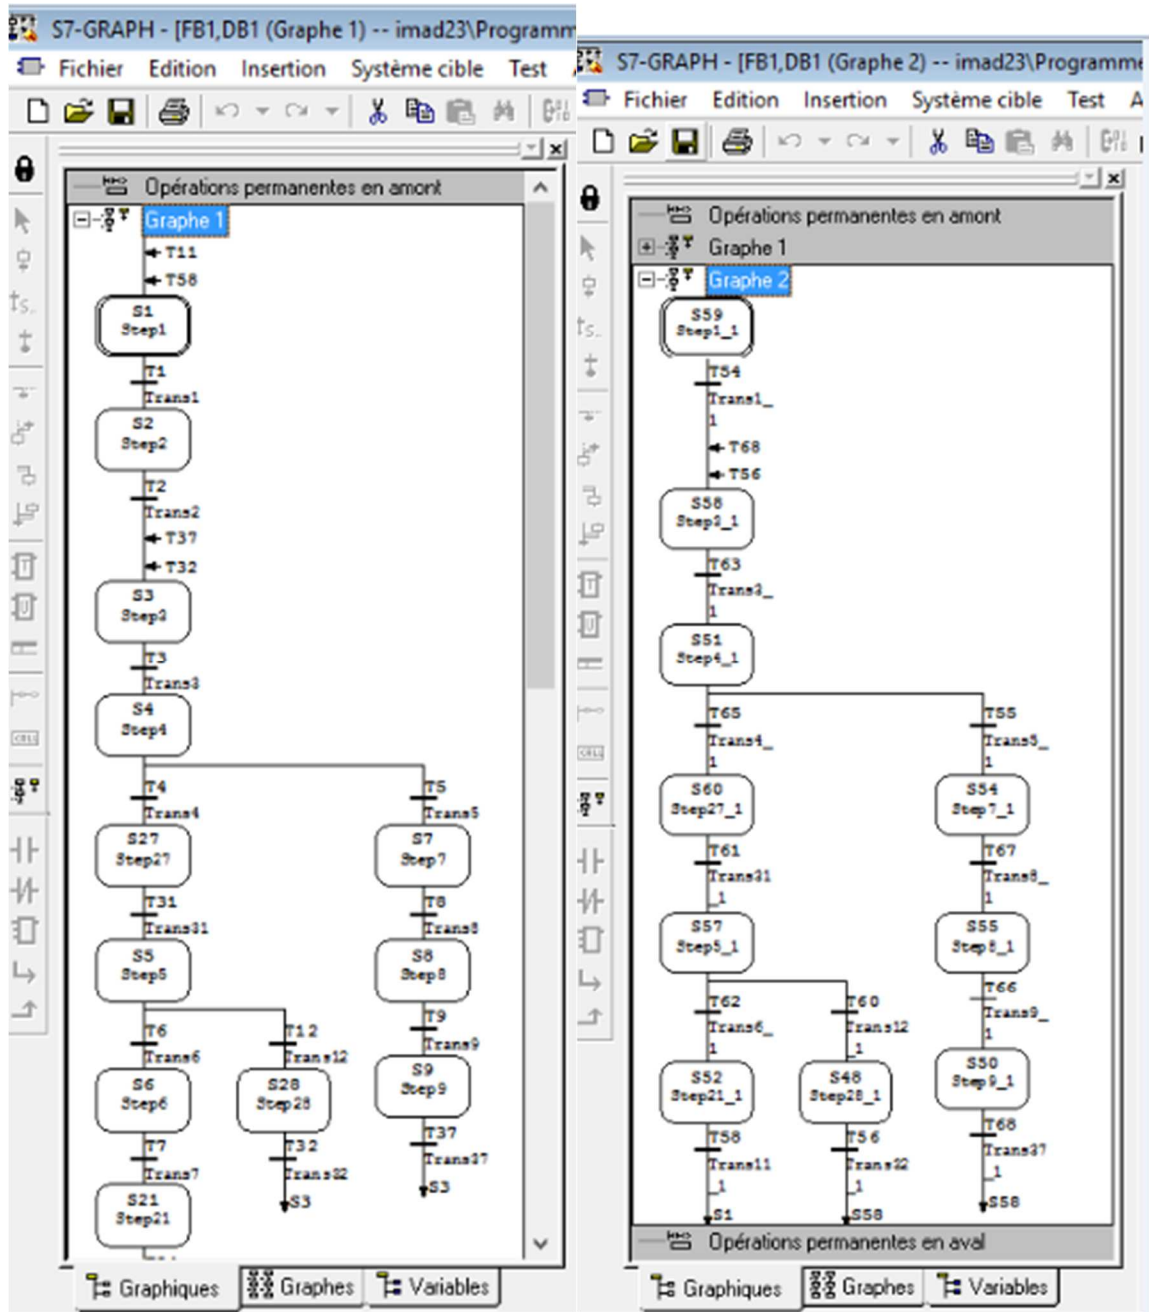 S7-GRAPH - [FB1,DB1 (Graphe 1) -- imad23\Programm
Fichier Edition Insertion Système cible Test
Opérations permanentes en amont
Graphe 1
T11
T58
S1
Step1
T1
Trans1
S2
Step2
T2
Trans2
T37
T32
S3
Step3
T3
Trans3
S4
Step4
T4
Trans4
T5
Trans5
S27
Step27
S7
Step7
T31
Trans31
T8
Trans8
S5
Step5
S8
Step8
T6
Trans6
T12
Trans12
T9
Trans9
S6
Step6
S28
Step28
S9
Step9
T7
Trans7
T32
Trans32
T37
Trans37
S21
Step21
S3
S3
Graphiques Graphes Variables
S7-GRAPH - [FB1,DB1 (Graphe 2) -- imad23\Programme
Fichier Edition Insertion Système cible Test A
Opérations permanentes en amont
Graphe 1
Graphe 2
S59
Step1_1
T54
Trans1_
1
T68
T56
S58
Step3_1
T63
Trans3_
1
S51
Step4_1
T65
Trans4_
1
T55
Trans5_
1
S60
Step27_1
S54
Step7_1
T61
Trans31
_1
T67
Trans8_
1
S57
Step5_1
S55
Step8_1
T62
Trans6_
1
T60
Trans12
_1
T66
Trans9_
1
S52
Step21_1
S48
Step28_1
S50
Step9_1
T58
Trans11
_1
T56
Trans32
_1
T68
Trans37
_1
S1
S58
S58
Opérations permanentes en aval
Graphiques Graphes Variables